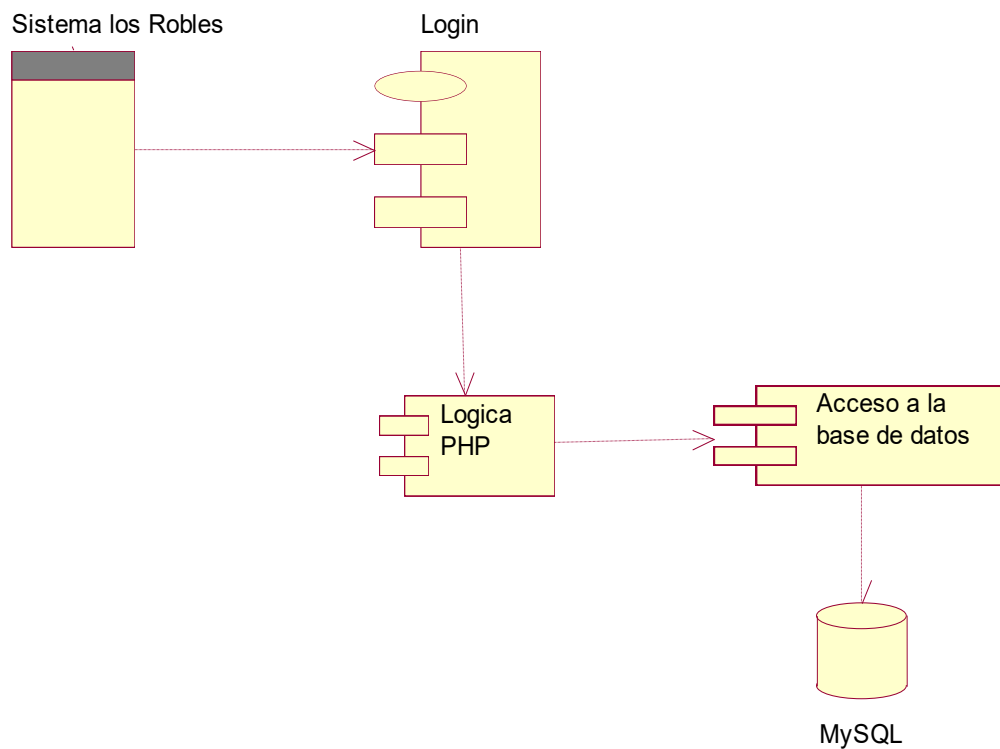 Sistema los Robles
Login
Logica
PHP
Acceso a la
base de datos
MySQL